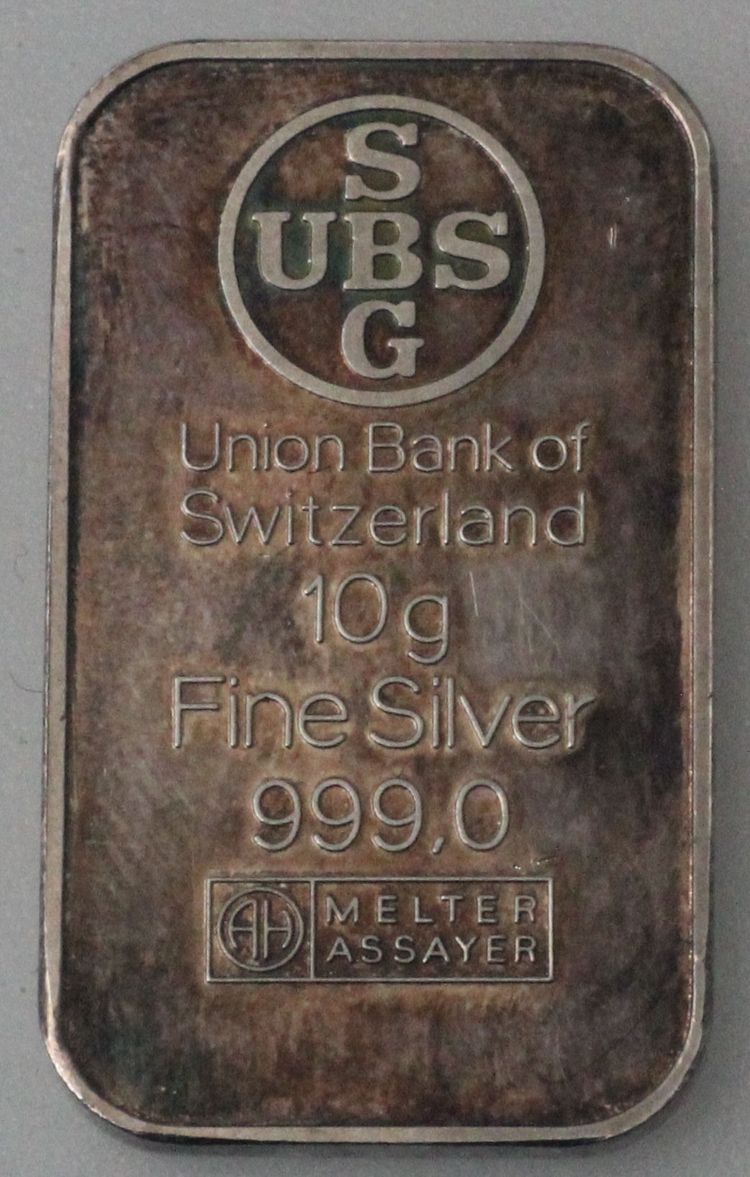 S
UBS
G
Union Bank of
Switzerland
10g
Fine Silver
999,0
AH MELTER
ASSAYER